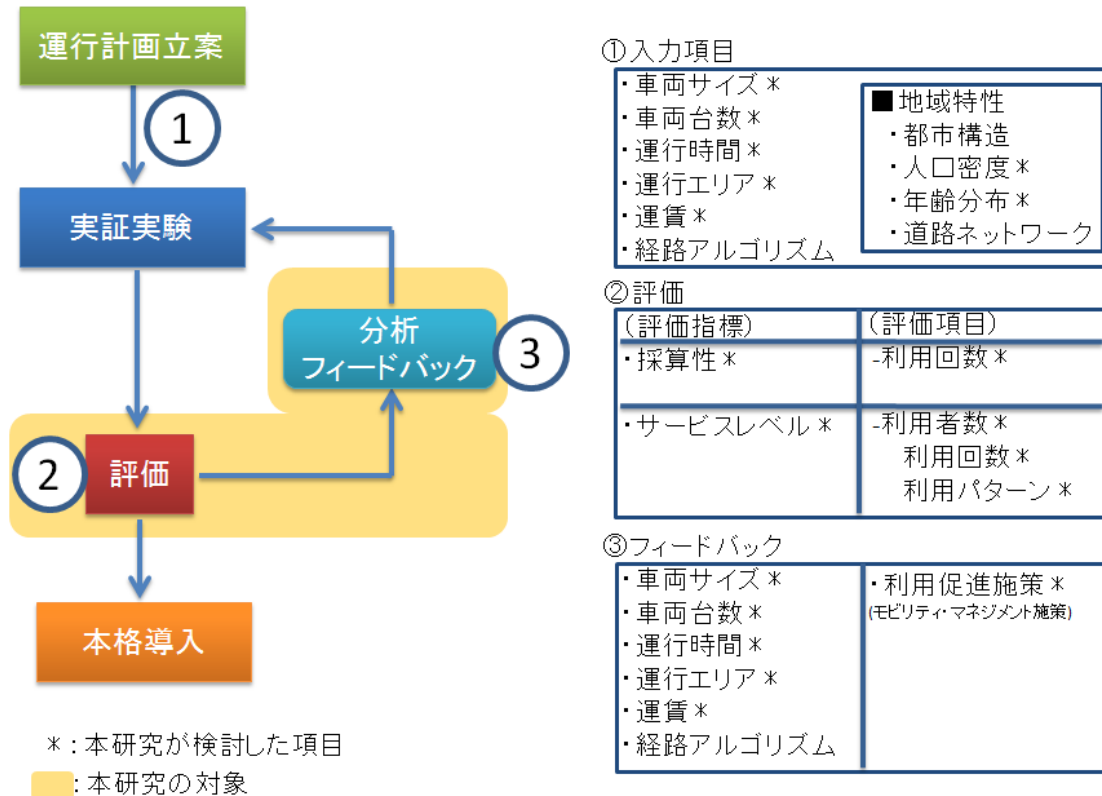 運行計画立案
1
実証実験
分析
フィードバック
3
2
評価
本格導入
＊：本研究が検討した項目
：本研究の対象
①入力項目
・車両サイズ＊
・車両台数＊
・運行時間＊
・運行エリア＊
・運賃＊
・経路アルゴリズム
■地域特性
・都市構造
・人口密度＊
・年齢分布＊
・道路ネットワーク
②評価
（評価指標）
（評価項目）
・採算性＊
-利用回数＊
・サービスレベル＊
-利用者数＊
利用回数＊
利用パターン＊
③フィードバック
・車両サイズ＊
・車両台数＊
・運行時間＊
・運行エリア＊
・運賃＊
・経路アルゴリズム
・利用促進施策＊
(モビリティ・マネジメント施策)